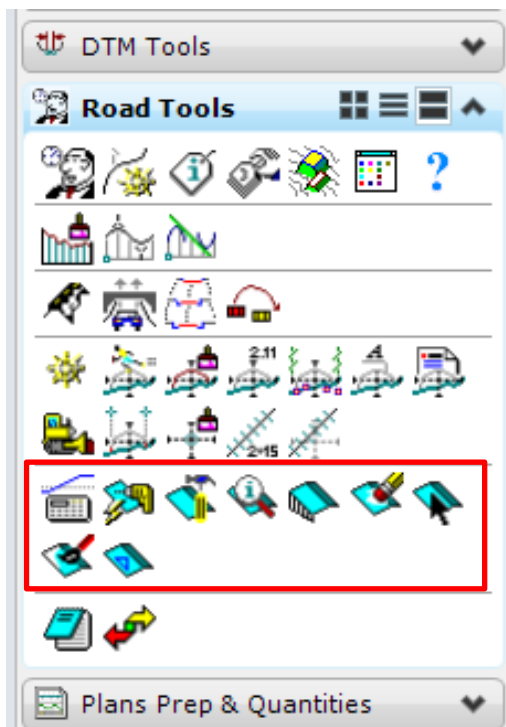 DTM Tools
Road Tools
i
?
2.11
A
2=15
i
Plans Prep & Quantities